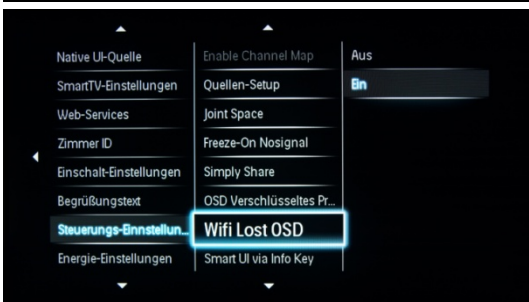 Native UI-Quelle
SmartTV-Einstellungen
Web-Services
Zimmer ID
Einschalt-Einstellungen
Begrüßungstext
Steuerungs-Einnstellun...
Energie-Einstellungen
Enable Channel Map
Quellen-Setup
Joint Space
Freeze-On Nosignal
Simply Share
OSD Verschlüsseltes Pr...
Wifi Lost OSD
Smart UI via Info Key
Aus
Ein